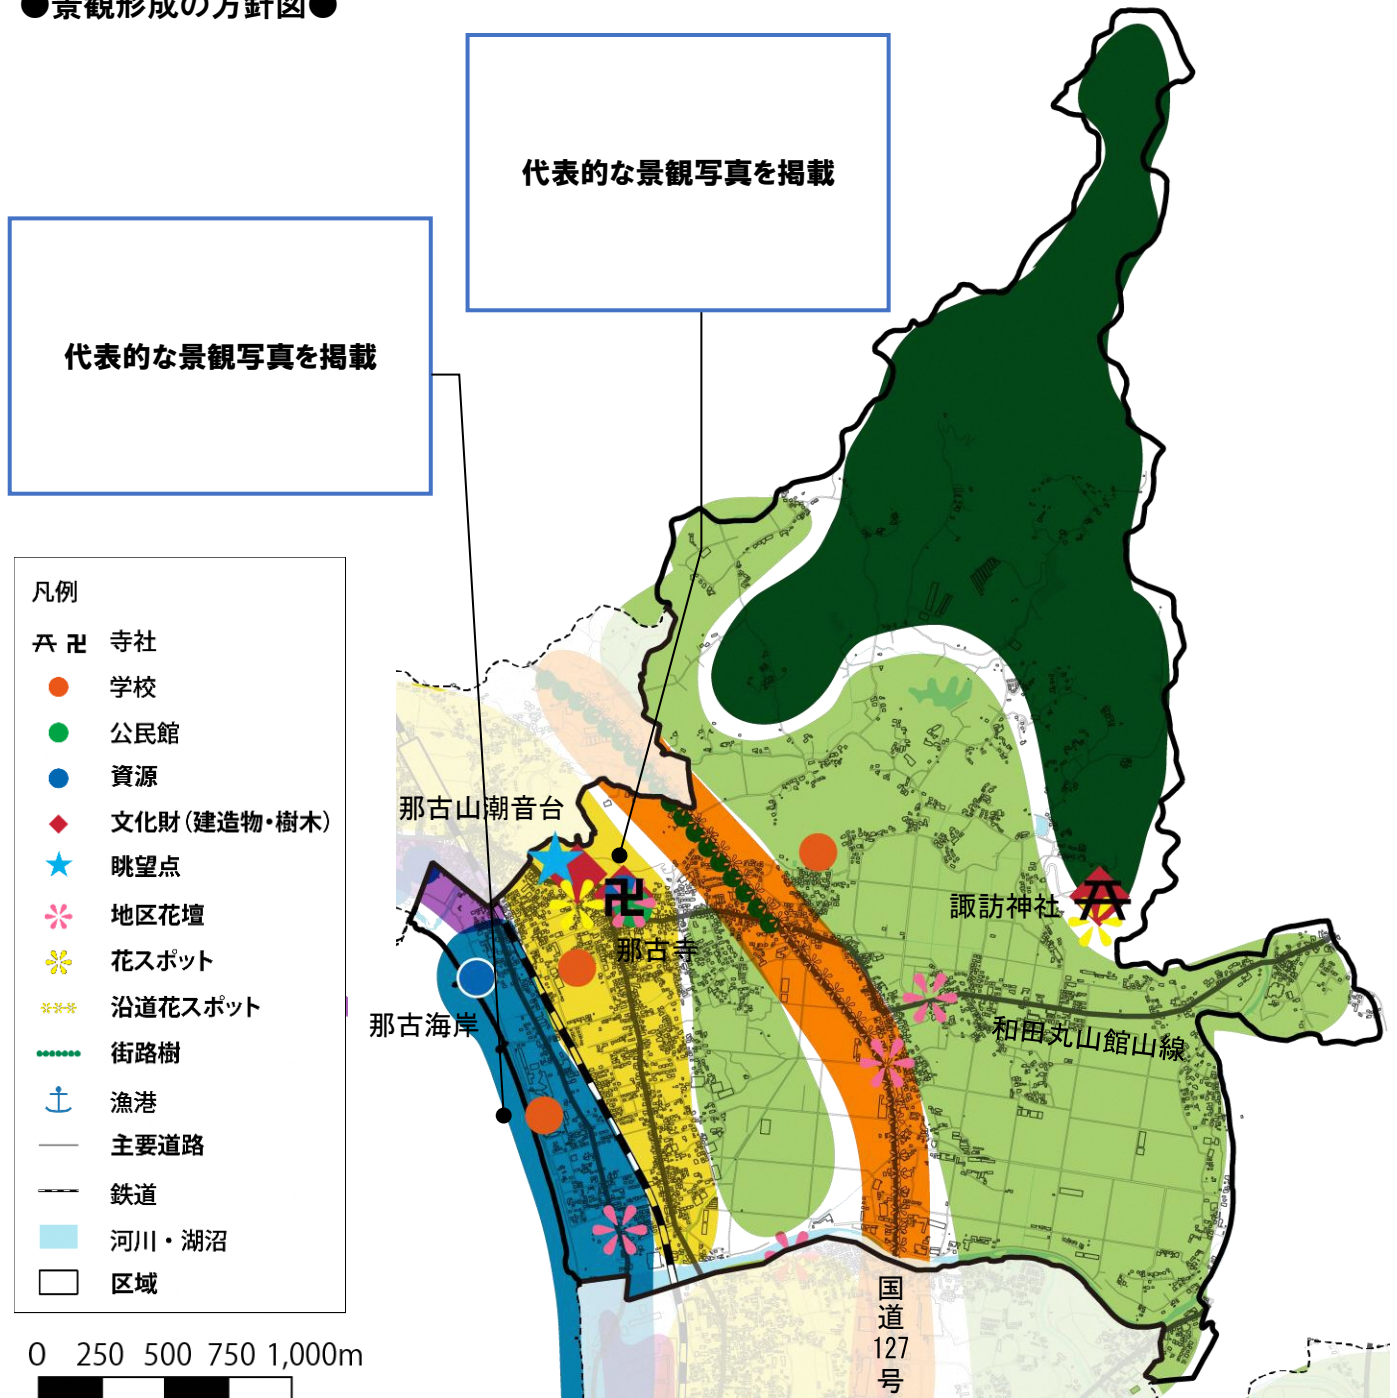 ●景観形成の方針図●
代表的な景観写真を掲載
代表的な景観写真を掲載
凡例
寺社
学校
公民館
資源
文化財（建造物・樹木）
眺望点
地区花壇
花スポット
沿道花スポット
街路樹
漁港
主要道路
鉄道
河川・湖沼
区域
0 250 500 750 1,000m
那古山潮音台
那古寺
諏訪神社
那古海岸
和田丸山館山線
国道127号